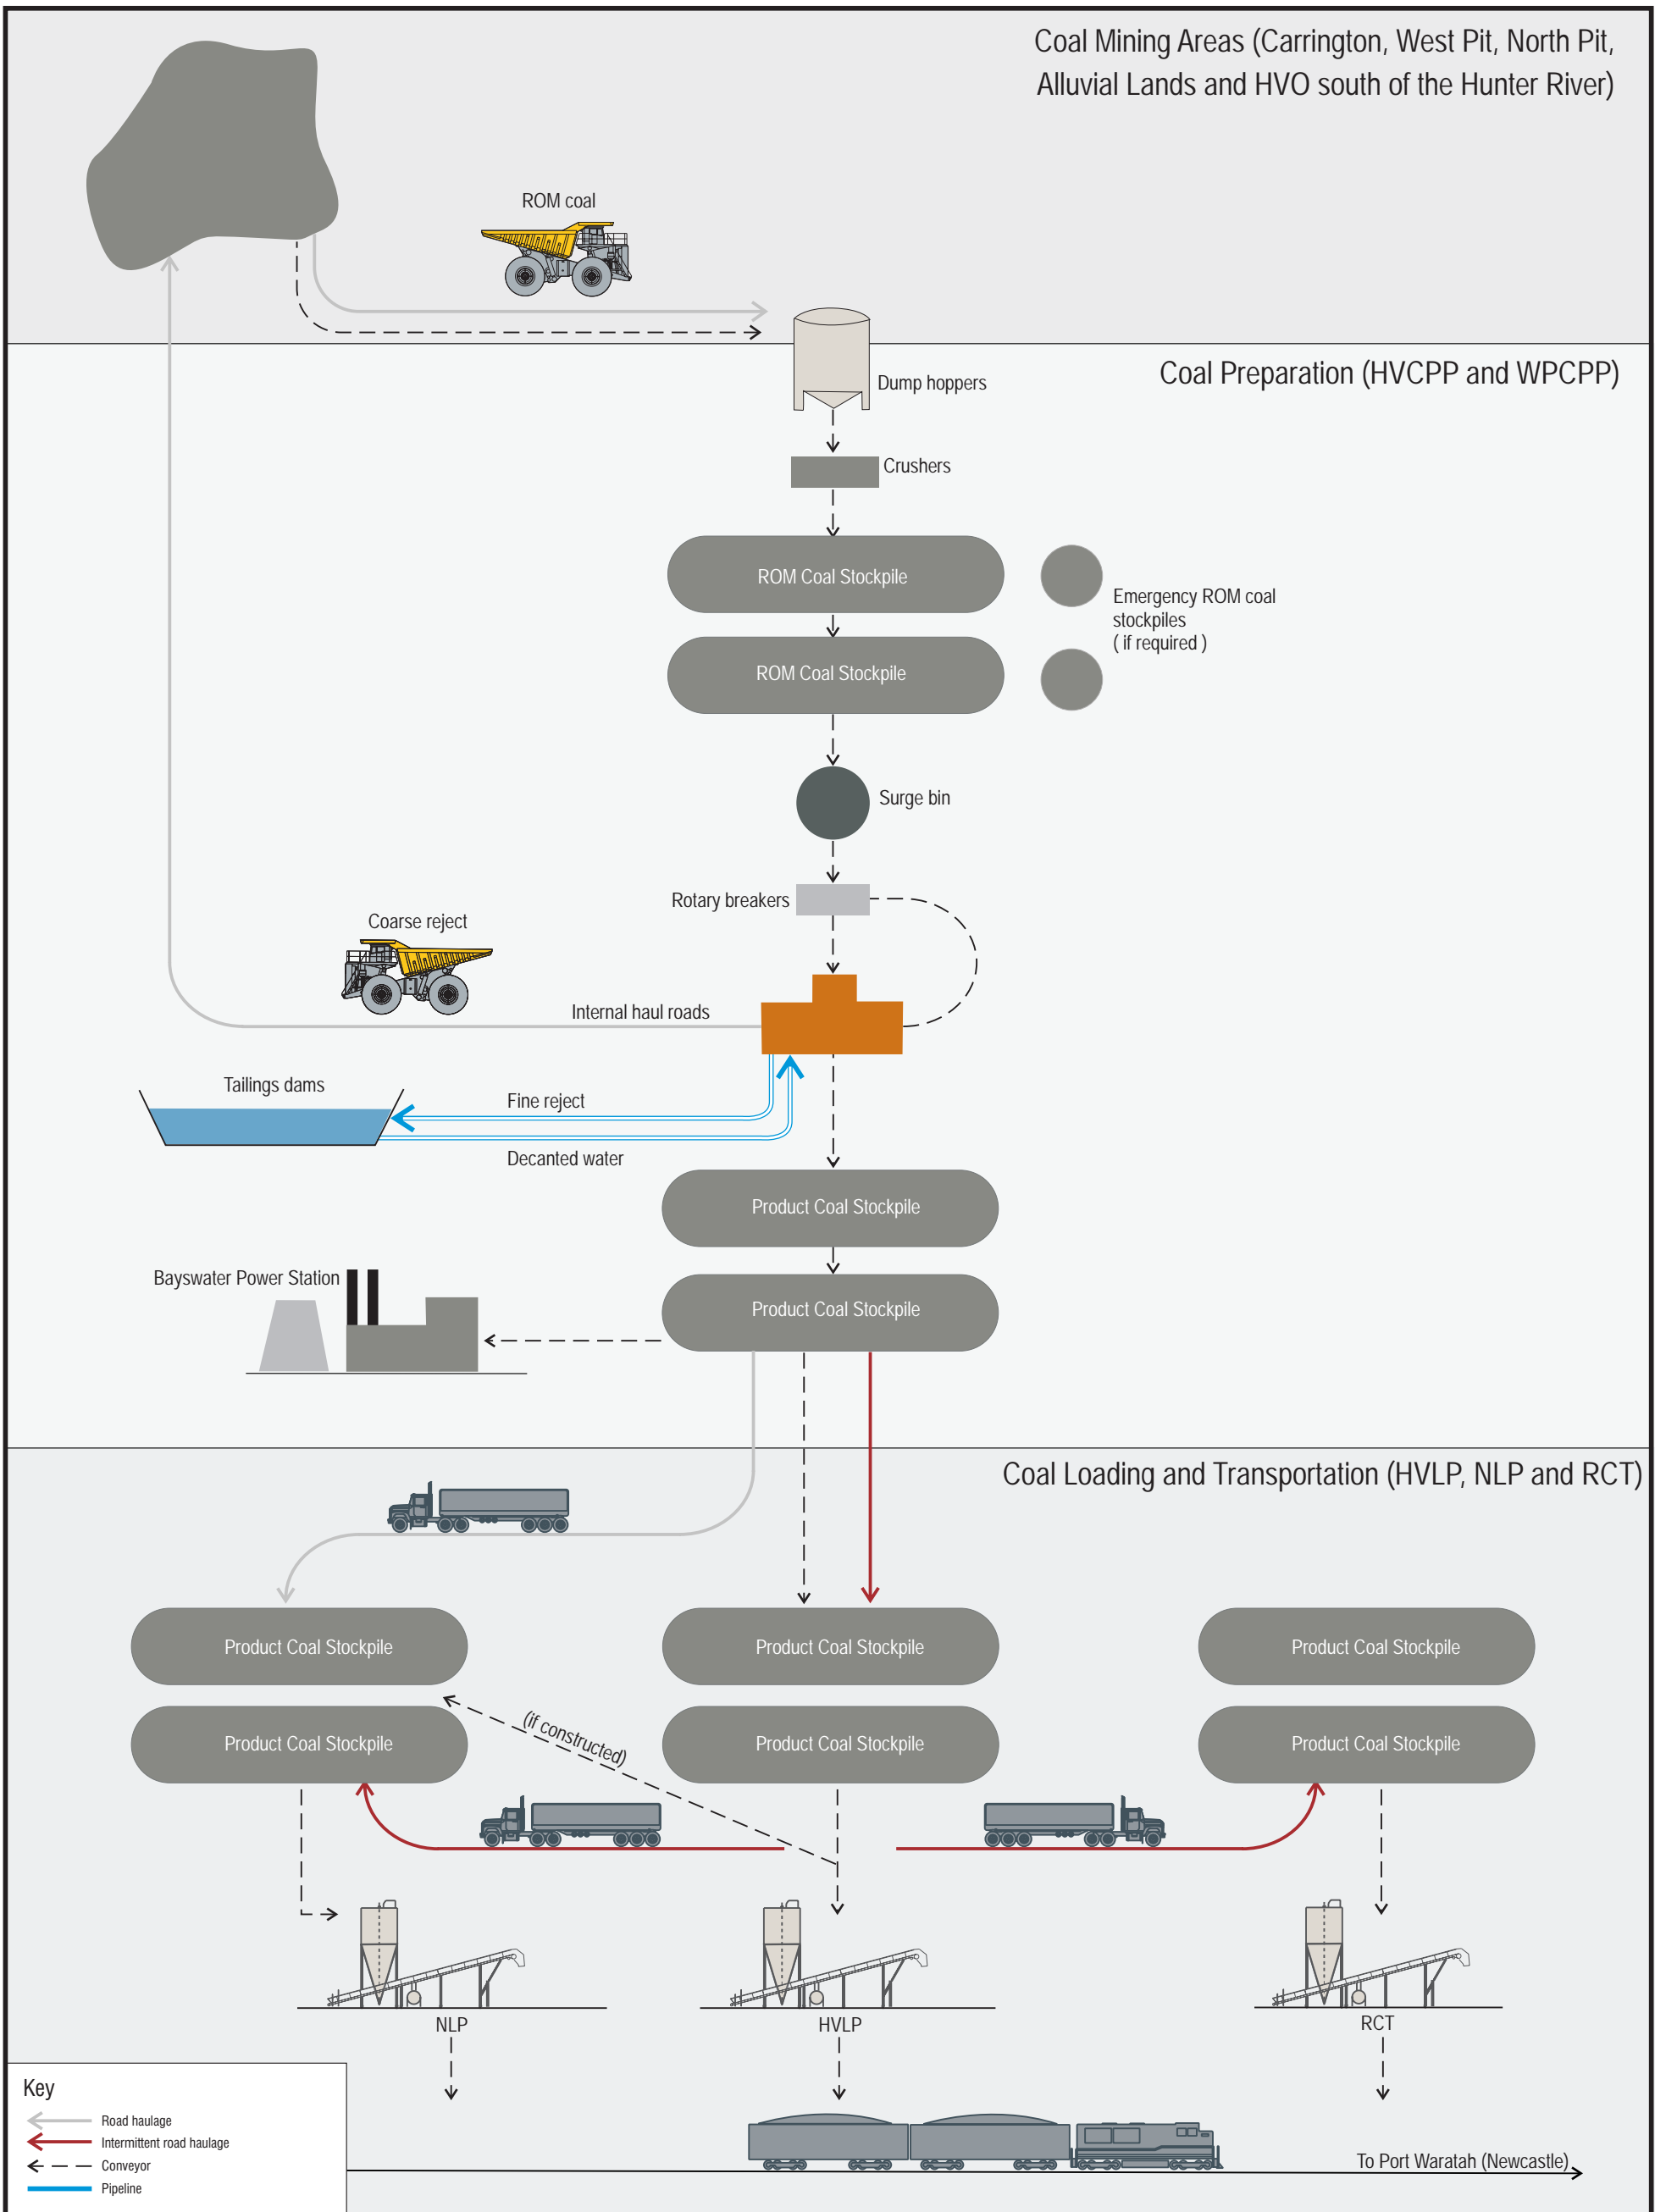 Coal Mining Areas (Carrington, West Pit, North Pit,
Alluvial Lands and HVO south of the Hunter River)
ROM coal
Coal Preparation (HVCPP and WPCPP)
Dump hoppers
Crushers
ROM Coal Stockpile
Emergency ROM coal
stockpiles
( if required )
ROM Coal Stockpile
Surge bin
Rotary breakers
Coarse reject
Internal haul roads
Tailings dams
Fine reject
Decanted water
Product Coal Stockpile
Bayswater Power Station
Product Coal Stockpile
Coal Loading and Transportation (HVLP, NLP and RCT)
Product Coal Stockpile
Product Coal Stockpile
Product Coal Stockpile
(if constructed)
Product Coal Stockpile
Product Coal Stockpile
Product Coal Stockpile
NLP
HVLP
RCT
Key
Road haulage
Intermittent road haulage
Conveyor
Pipeline
To Port Waratah (Newcastle)